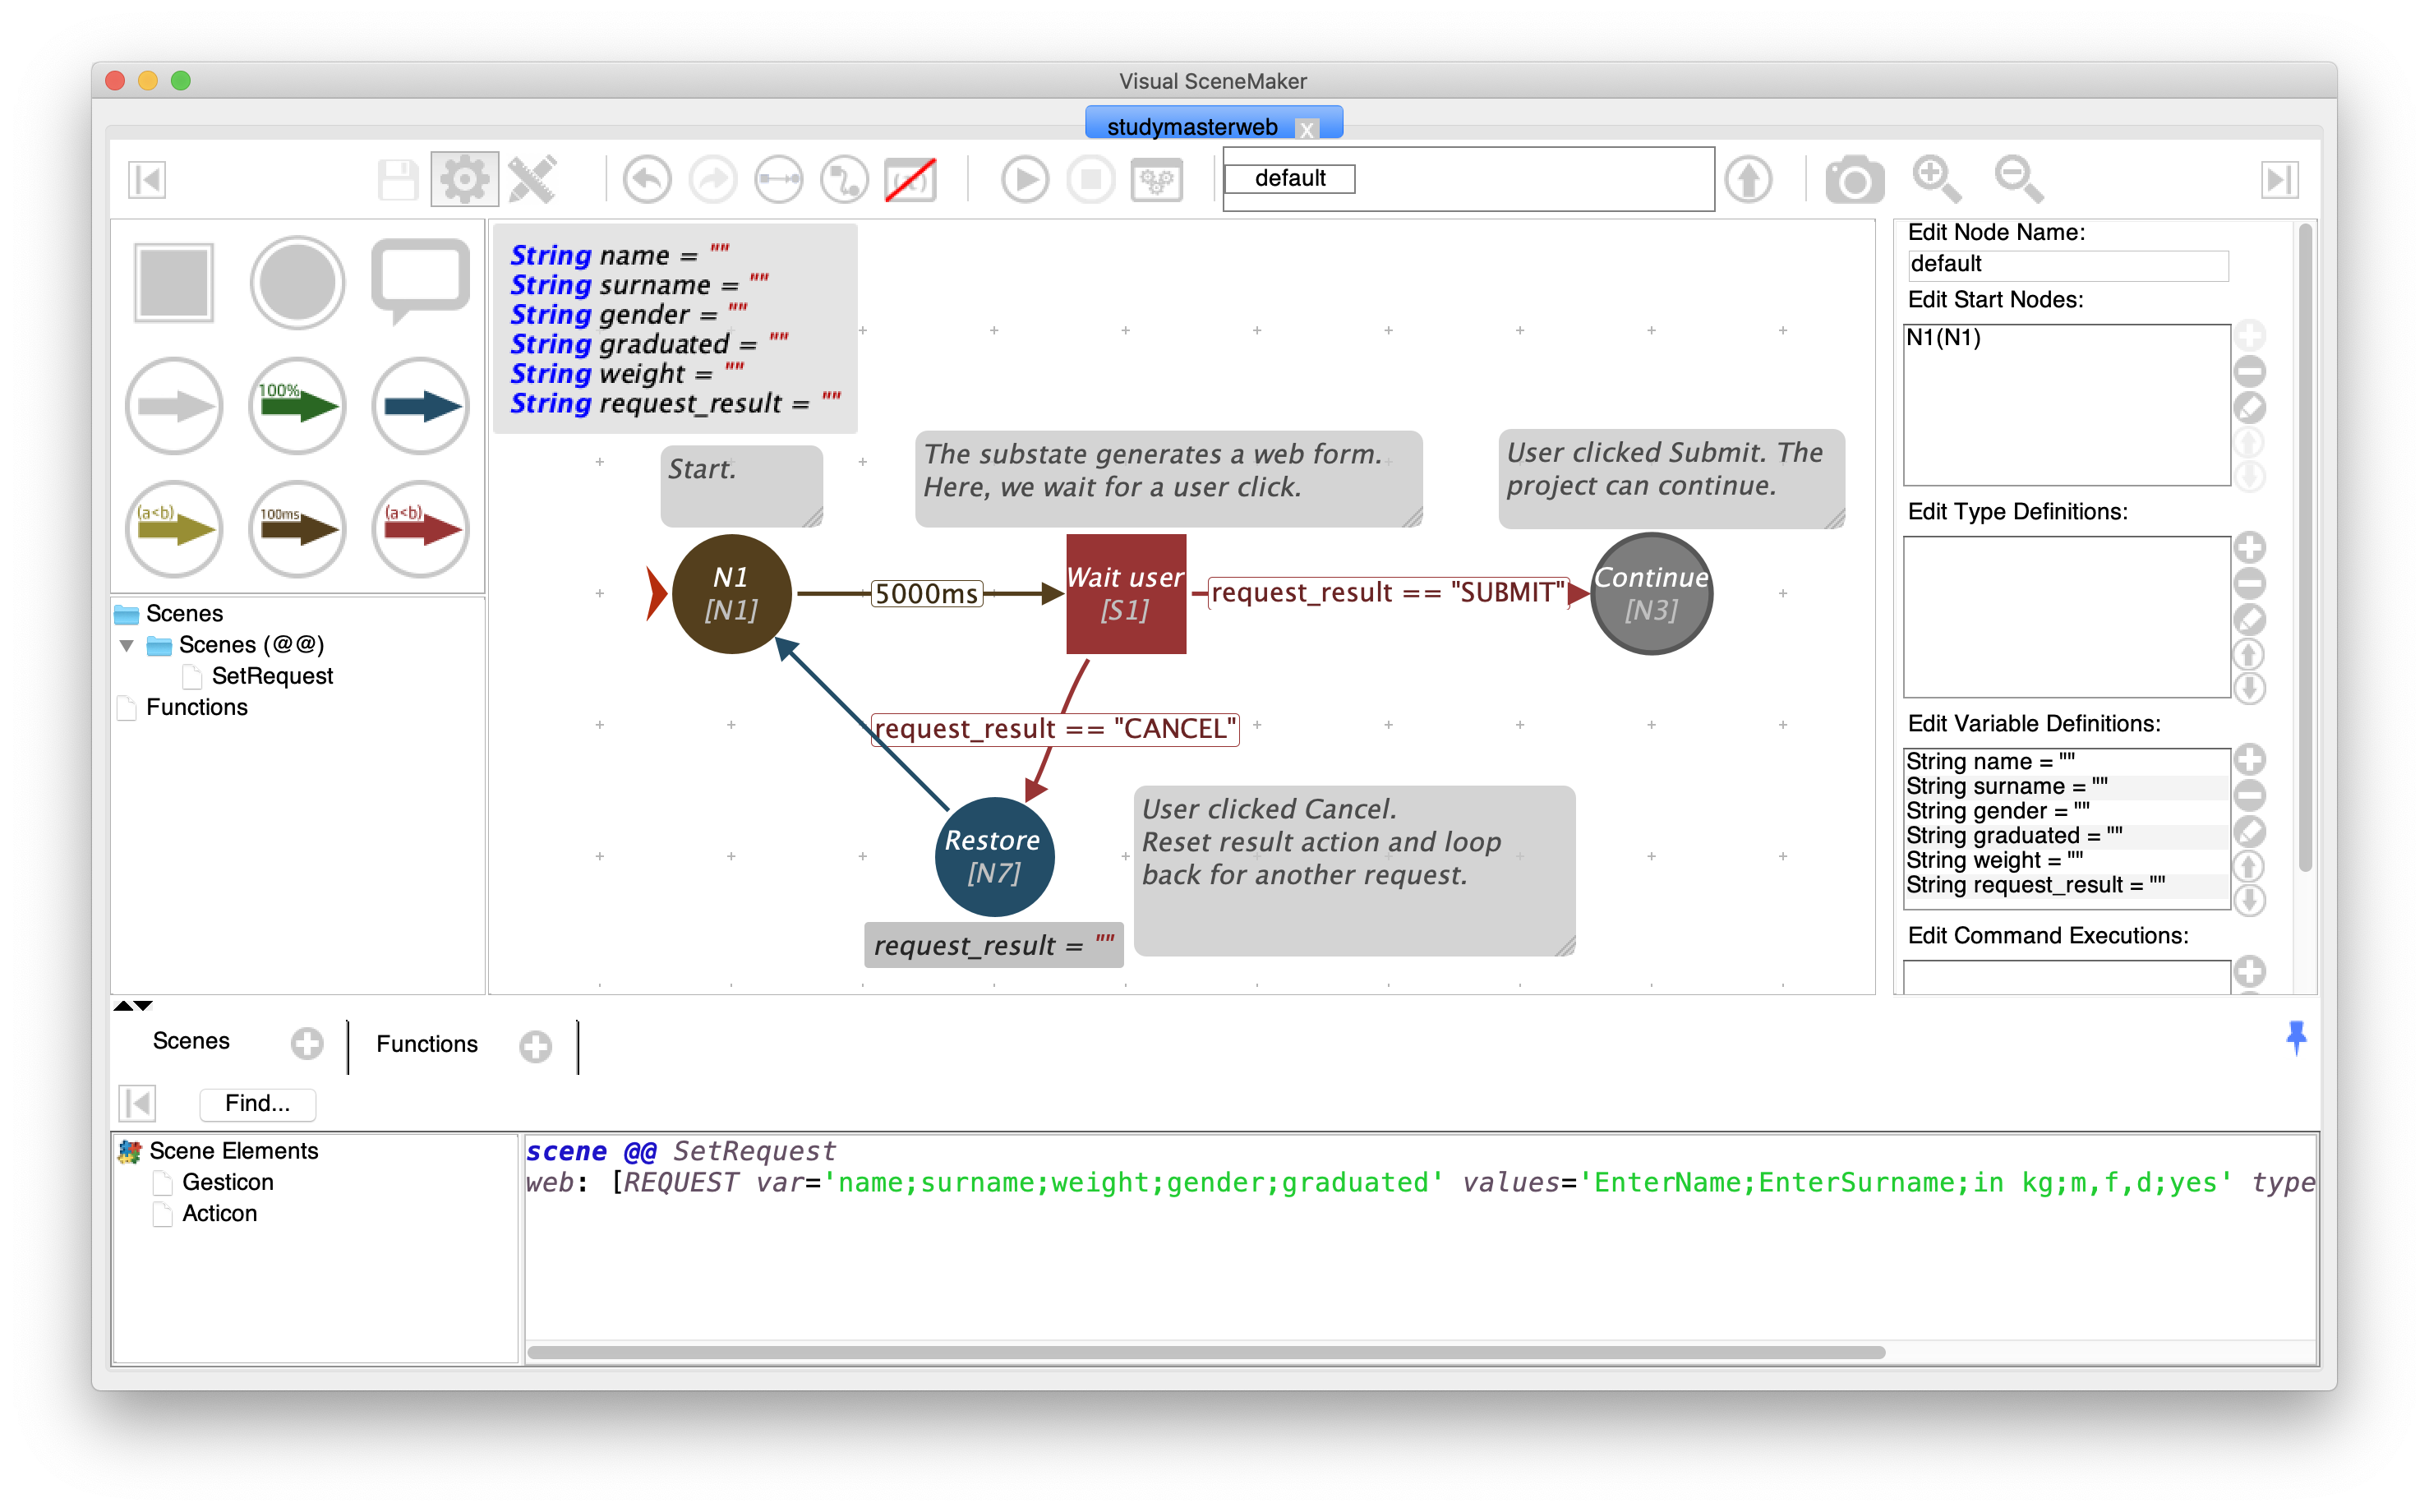 Visual SceneMaker
studymasterweb X
default
100%
(a<b)
100ms
(a<b)
Scenes
Scenes (@@)
SetRequest
Functions
String name = ""
String surname = ""
String gender = ""
String graduated = ""
String weight = ""
String request_result = ""
Start.
The substate generates a web form.
Here, we wait for a user click.
User clicked Submit. The
project can continue.
N1
[N1]
5000ms
Wait user
[S1]
request_result == "SUBMIT"
Continue
[N3]
request_result == "CANCEL"
Restore
[N7]
request_result = ""
User clicked Cancel.
Reset result action and loop
back for another request.
Edit Node Name:
default
Edit Start Nodes:
N1(N1)
Edit Type Definitions:
Edit Variable Definitions:
String name = ""
String surname = ""
String gender = ""
String graduated = ""
String weight = ""
String request_result = ""
Edit Command Executions:
Scenes
Functions
Find...
Scene Elements
Gesticon
Acticon
scene @@ SetRequest
web: [REQUEST var='name;surname;weight;gender;graduated' values='EnterName;EnterSurname;in kg;m,f,d;yes' type